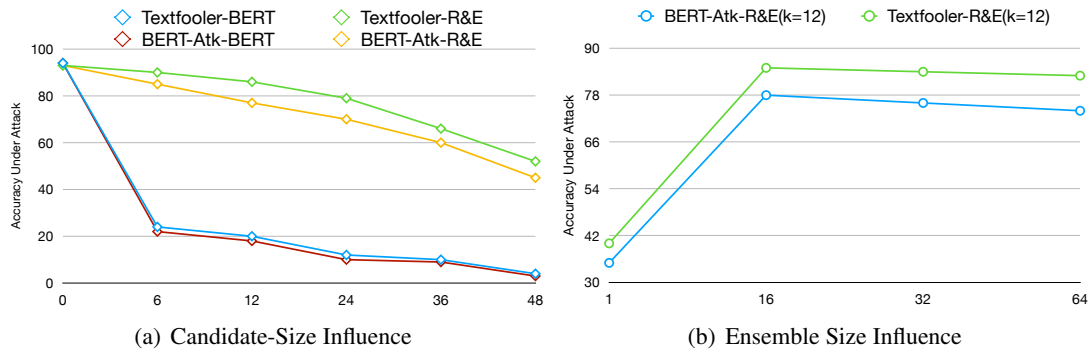 Textfooler-BERT Textfooler-R&E
BERT-Atk-BERT BERT-Atk-R&E
Accuracy Under Attack
100
80
60
40
20
0
0 6 12 24 36 48
(a) Candidate-Size Influence
BERT-Atk-R&E(k=12) Textfooler-R&E(k=12)
Accuracy Under Attack
90
78
66
54
42
30
1 16 32 64
(b) Ensemble Size Influence